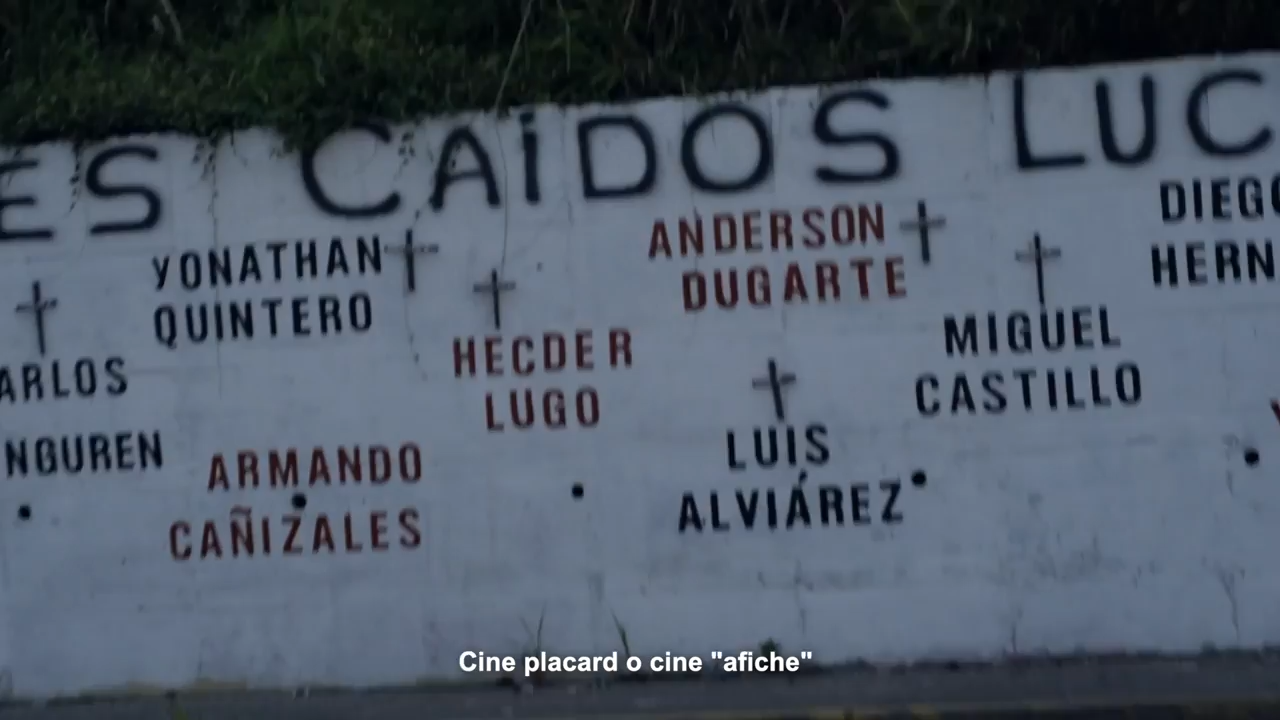 ES CAÍDOS LUC
YONATHAN
QUINTERO
ANDERSON
DUGARTE
DIEGO
HERN
ARLOS
NGUREN
HECDER
LUGO
MIGUEL
CASTILLO
ARMANDO
CAÑIZALES
LUIS
ALVIÁREZ
Cine placard o cine "afiche"